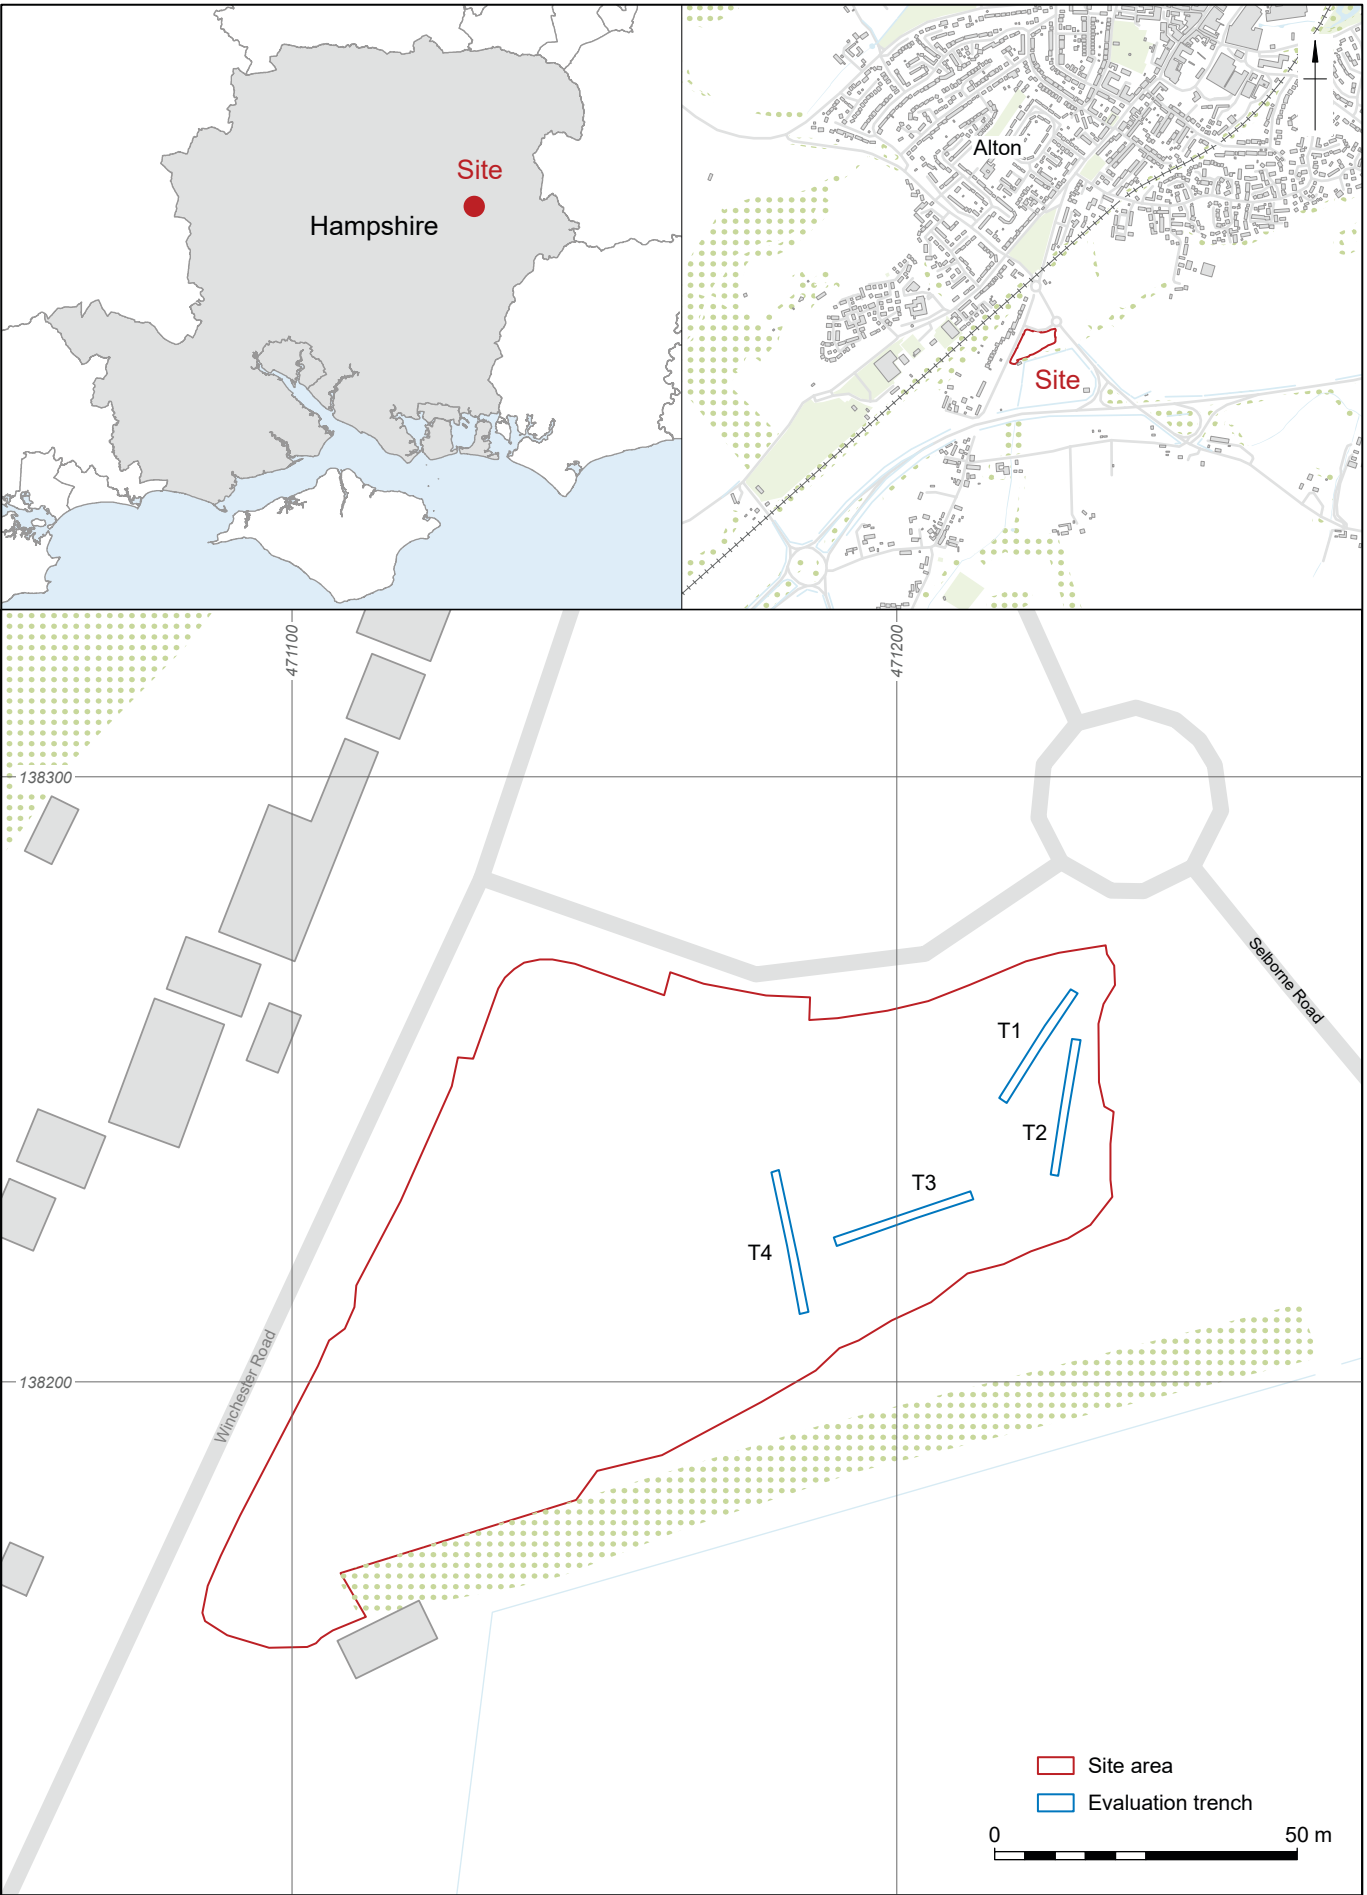 Site
Hampshire
Alton
Site
471100
471200
138300
Selborne Road
T1
T2
T3
T4
Winchester Road
138200
Site area
Evaluation trench
0 50 m